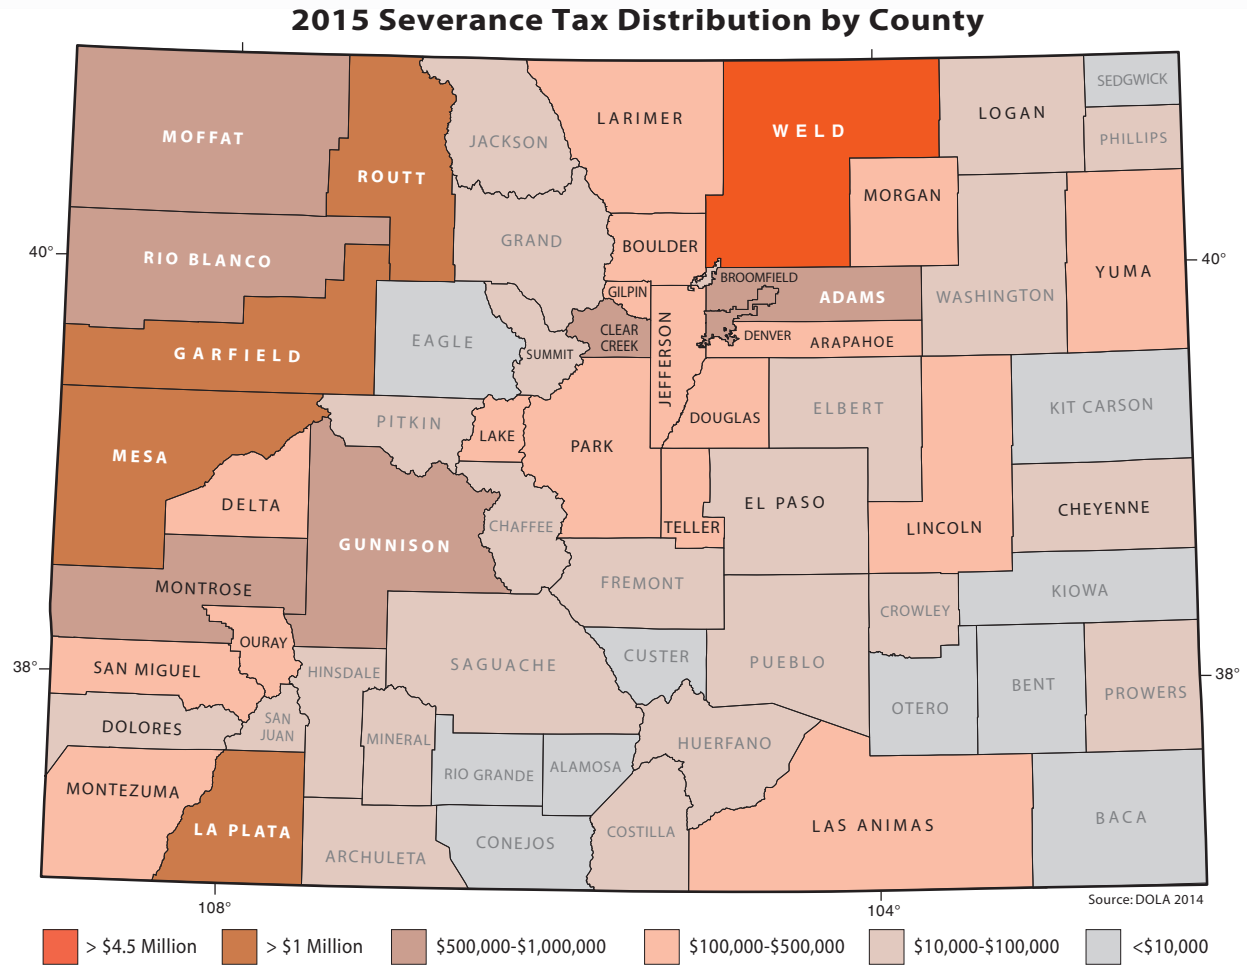 2015 Severance Tax Distribution by County
SEDGWICK
LOGAN
LARIMER
WELD
MOFFAT
JACKSON
PHILLIPS
ROUTT
MORGAN
GRAND
BOULDER
40°
RIO BLANCO
40°
YUMA
BROOMFIELD
GILPIN
ADAMS
WASHINGTON
CLEAR
CREEK
DENVER
ARAPAHOE
EAGLE
GARFIELD
SUMMIT
JEFFERSON
KIT CARSON
ELBERT
DOUGLAS
PITKIN
LAKE
PARK
MESA
DELTA
EL PASO
CHEYENNE
CHAFFEE
TELLER
LINCOLN
GUNNISON
FREMONT
MONTROSE
KIOWA
CROWLEY
OURAY
CUSTER
PUEBLO
SAGUACHE
38°
SAN MIGUEL
HINSDALE
38°
BENT
PROWERS
OTERO
SAN
JUAN
DOLORES
MINERAL
HUERFANO
RIO GRANDE
ALAMOSA
MONTEZUMA
LA PLATA
COSTILLA
LAS ANIMAS
BACA
CONEJOS
ARCHULETA
Source: DOLA 2014
108°
104°
> $4.5 Million
> $1 Million
$500,000-$1,000,000
$100,000-$500,000
$10,000-$100,000
<$10,000